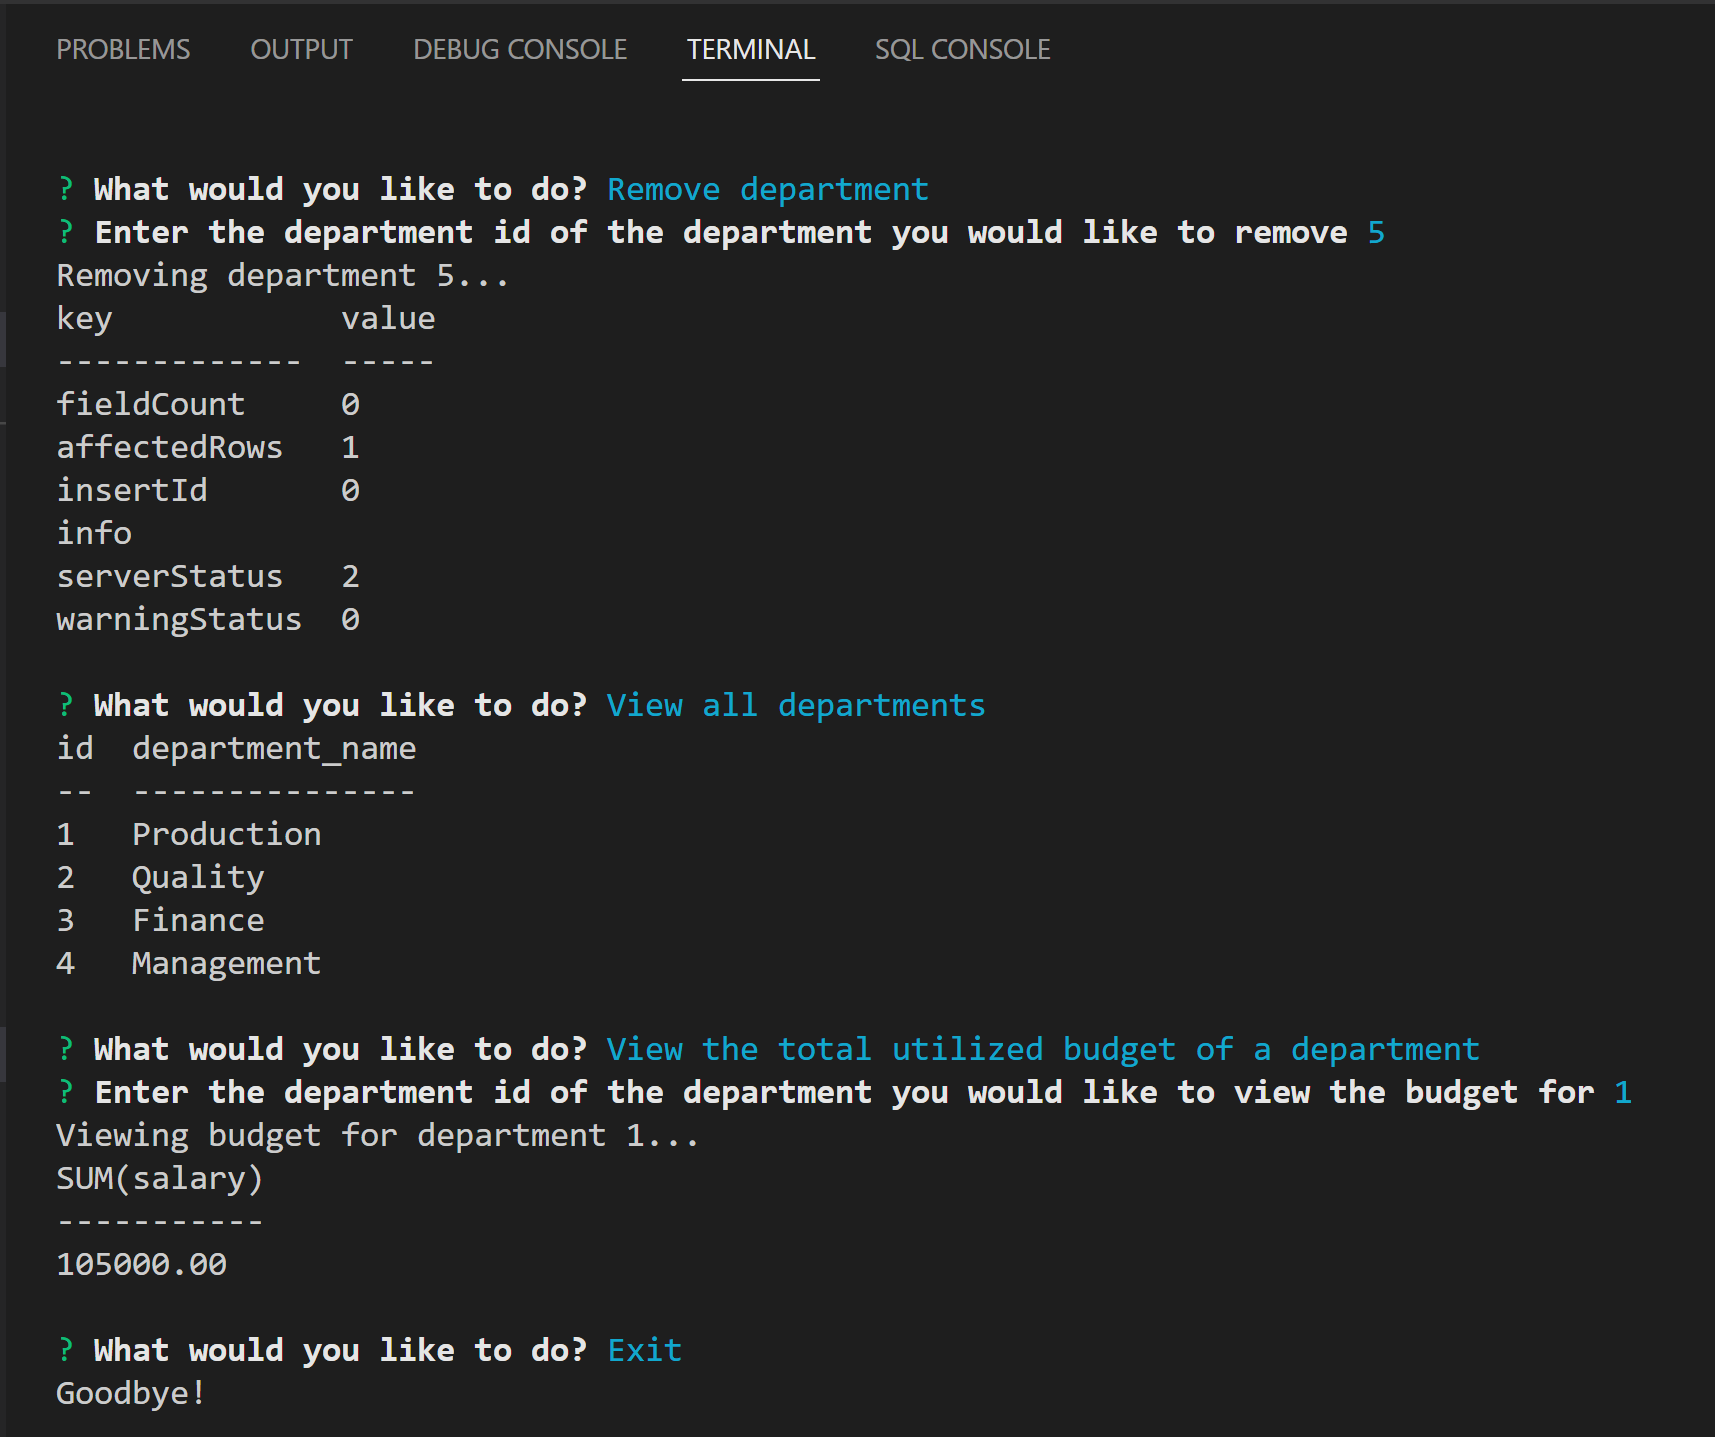 PROBLEMS OUTPUT DEBUG CONSOLE TERMINAL SQL CONSOLE
? What would you like to do? Remove department
? Enter the department id of the department you would like to remove 5
Removing department 5...
key            value
-------------  -----
fieldCount     0
affectedRows   1
insertId       0
info
serverStatus   2
warningStatus  0
? What would you like to do? View all departments
id  department_name
--  ---------------
1   Production
2   Quality
3   Finance
4   Management
? What would you like to do? View the total utilized budget of a department
? Enter the department id of the department you would like to view the budget for 1
Viewing budget for department 1...
SUM(salary)
-----------
105000.00
? What would you like to do? Exit
Goodbye!